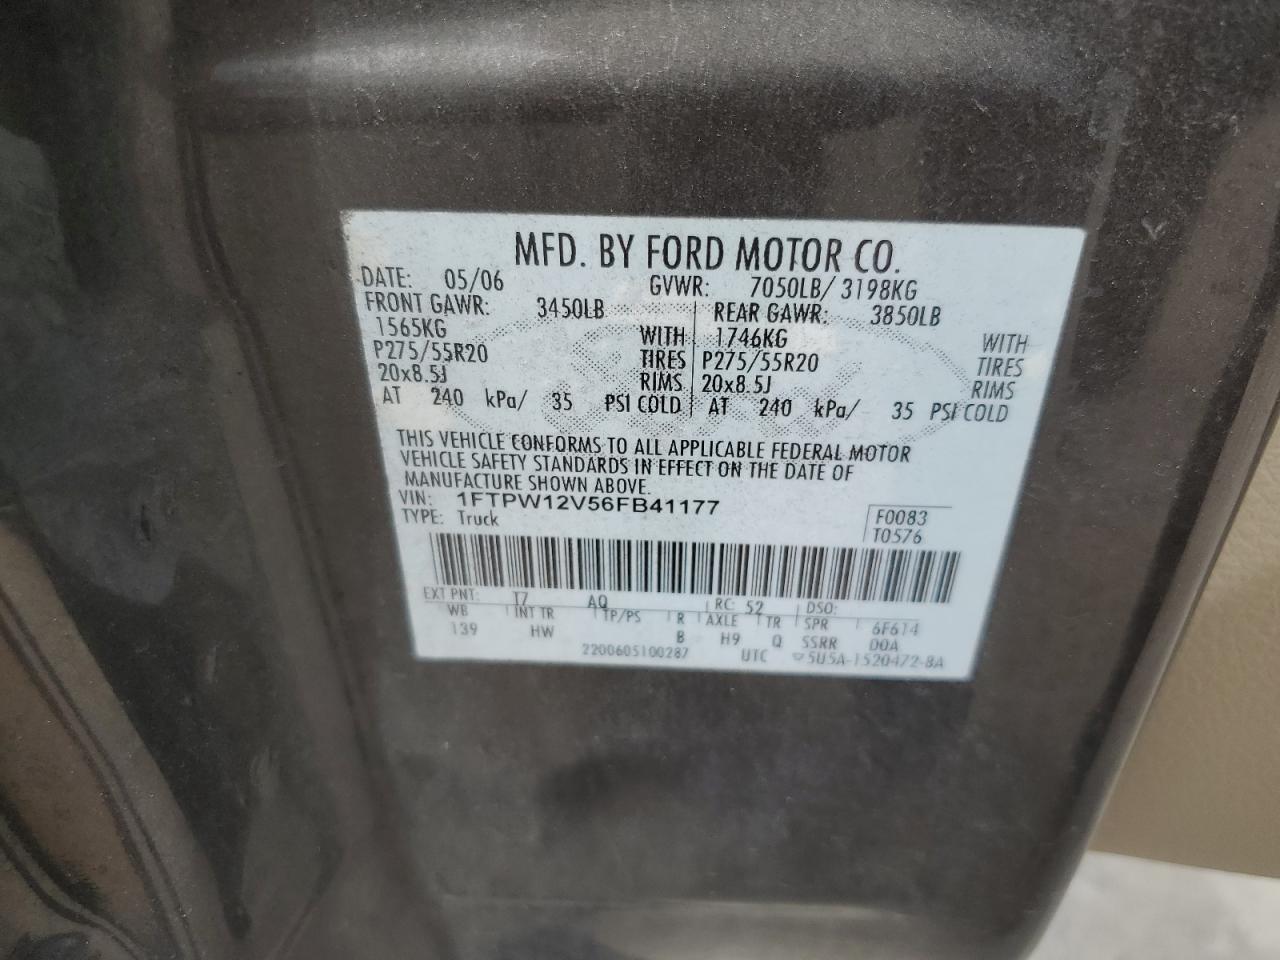 MFD. BY FORD MOTOR CO.
DATE: 05/06 GVWR: 7050LB/ 3198KG
FRONT GAWR: 3450LB REAR GAWR: 3850LB
1565KG WITH 1746KG WITH
P275/55R20 TIRES P275/55R20 TIRES
20x8.5J RIMS 20x8.5J RIMS
AT 240 kPa/ 35 PSI COLD AT 240 kPa/ 35 PSI COLD
THIS VEHICLE CONFORMS TO ALL APPLICABLE FEDERAL MOTOR
VEHICLE SAFETY STANDARDS IN EFFECT ON THE DATE OF
MANUFACTURE SHOWN ABOVE.
VIN: 1FTPW12V56FB41177
TYPE: Truck F0083
T0576
EXT PNT: T7 AQ RC: 52 DSO:
WB INT TR TP/PS R AXLE TR SPR 6F614
139 HW B H9 Q SSRR 00A
2200605100287 UTC 5U5A-1520472-BA